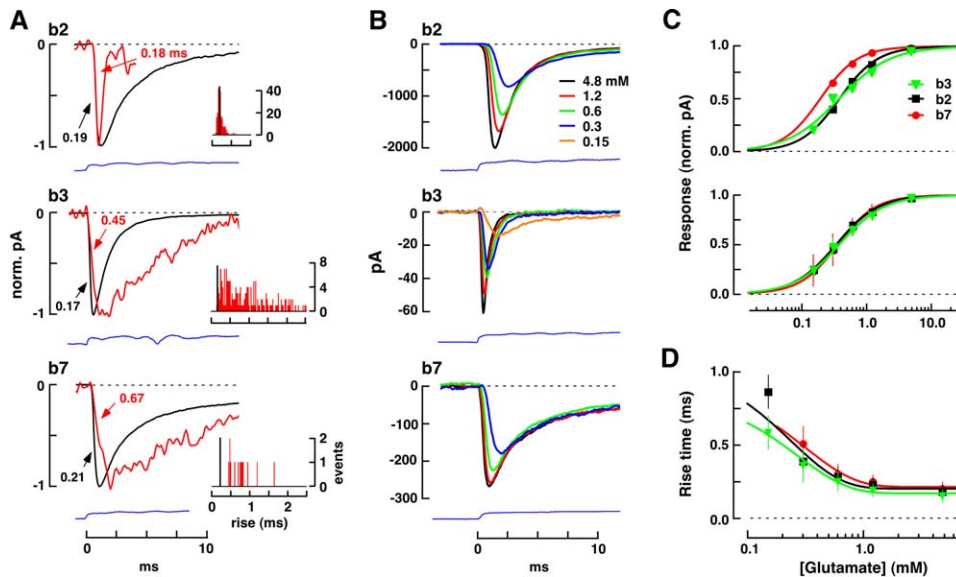 A
b2
0
0.18 ms
0.19
-1
40
20
0
b3
0
0.45
norm. pA
0.17
-1
8
4
0
b7
0
0.67
0.21
-1
2
1
0
events
0 1 2
rise (ms)
0 10
ms
B
b2
0
-1000
-2000
4.8 mM
1.2
0.6
0.3
0.15
b3
0
-20
-40
-60
pA
b7
0
-100
-200
-300
0 10
ms
C
1.0
0.5
0.0
b3
b2
b7
Response (norm. pA)
1.0
0.5
0.0
0.1 1.0 10.0
D
1.0
0.5
0.0
Rise time (ms)
0.1 1.0
[Glutamate] (mM)